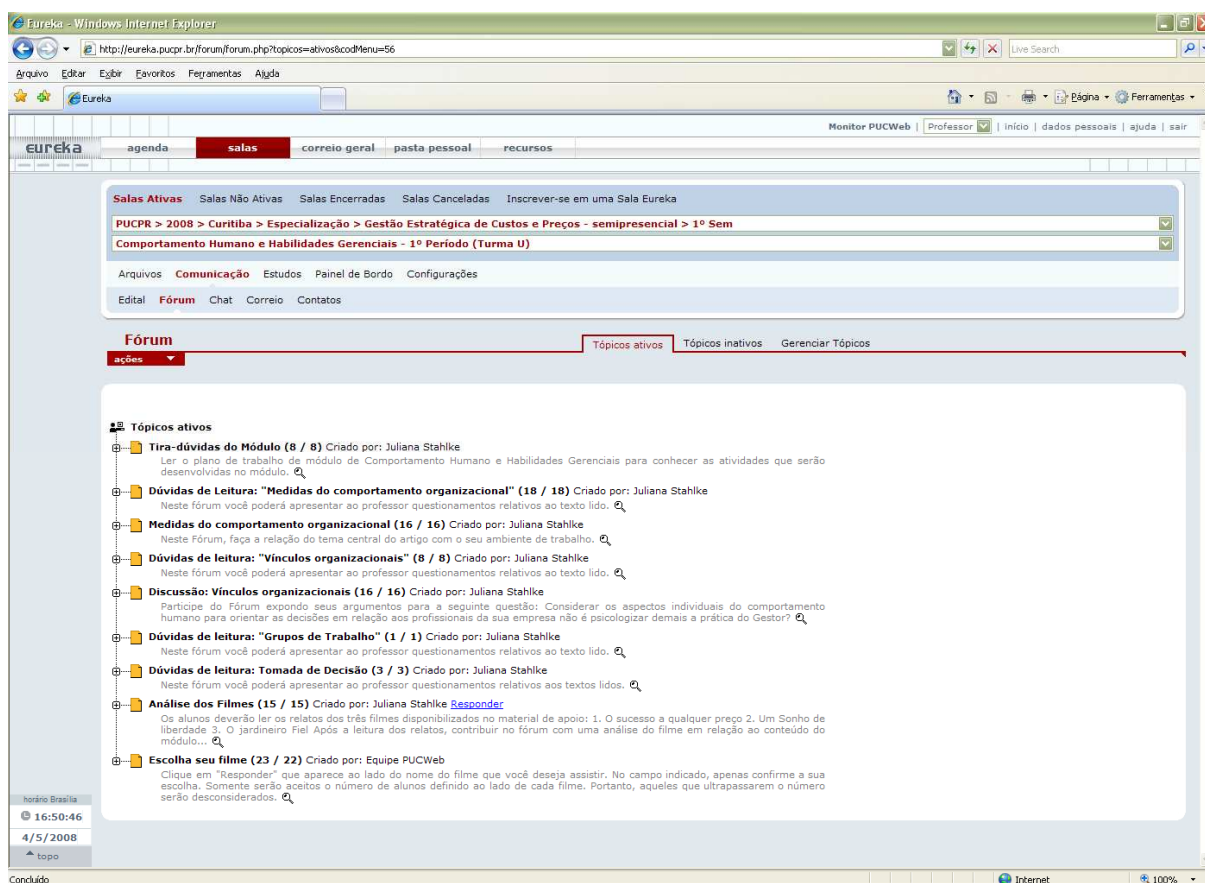 Eureka - Windows Internet Explorer
http://eureka.pucpr.br/forum/forum.php?topicos=ativos&codMenu=56
Live Search
Arquivo Editar Exibir Favoritos Ferramentas Ajuda
Eureka
Página Ferramentas
Monitor PUCWeb | Professor | início | dados pessoais | ajuda | sair
eureka agenda salas correio geral pasta pessoal recursos
Salas Ativas Salas Não Ativas Salas Encerradas Salas Canceladas Inscrever-se em uma Sala Eureka
PUCPR > 2008 > Curitiba > Especialização > Gestão Estratégica de Custos e Preços - semipresencial > 1º Sem
Comportamento Humano e Habilidades Gerenciais - 1º Período (Turma U)
Arquivos Comunicação Estudos Painel de Bordo Configurações
Edital Fórum Chat Correio Contatos
Fórum
Tópicos ativos Tópicos inativos Gerenciar Tópicos
ações
Tópicos ativos
Tira-dúvidas do Módulo (8 / 8) Criado por: Juliana Stahlke
Ler o plano de trabalho de módulo de Comportamento Humano e Habilidades Gerenciais para conhecer as atividades que serão
desenvolvidas no módulo.
Dúvidas de Leitura: "Medidas do comportamento organizacional" (18 / 18) Criado por: Juliana Stahlke
Neste fórum você poderá apresentar ao professor questionamentos relativos ao texto lido.
Medidas do comportamento organizacional (16 / 16) Criado por: Juliana Stahlke
Neste Fórum, faça a relação do tema central do artigo com o seu ambiente de trabalho.
Dúvidas de leitura: "Vínculos organizacionais" (8 / 8) Criado por: Juliana Stahlke
Neste fórum você poderá apresentar ao professor questionamentos relativos ao texto lido.
Discussão: Vínculos organizacionais (16 / 16) Criado por: Juliana Stahlke
Participe do Fórum expondo seus argumentos para a seguinte questão: Considerar os aspectos individuais do comportamento
humano para orientar as decisões em relação aos profissionais da sua empresa não é psicologizar demais a prática do Gestor?
Dúvidas de leitura: "Grupos de Trabalho" (1 / 1) Criado por: Juliana Stahlke
Neste fórum você poderá apresentar ao professor questionamentos relativos ao texto lido.
Dúvidas de leitura: Tomada de Decisão (3 / 3) Criado por: Juliana Stahlke
Neste fórum você poderá apresentar ao professor questionamentos relativos aos textos lidos.
Análise dos Filmes (15 / 15) Criado por: Juliana Stahlke Responder
Os alunos deverão ler os relatos dos três filmes disponibilizados no material de apoio: 1. O sucesso a qualquer preço 2. Um Sonho de
liberdade 3. O jardineiro Fiel Após a leitura dos relatos, contribuir no fórum com uma análise do filme em relação ao conteúdo do
módulo...
Escolha seu filme (23 / 22) Criado por: Equipe PUCWeb
Clique em "Responder" que aparece ao lado do nome do filme que você deseja assistir. No campo indicado, apenas confirme a sua
escolha. Somente serão aceitos o número de alunos definido ao lado de cada filme. Portanto, aqueles que ultrapassarem o número
serão desconsiderados.
horário Brasília
16:50:46
4/5/2008
topo
Concluído Internet 100%